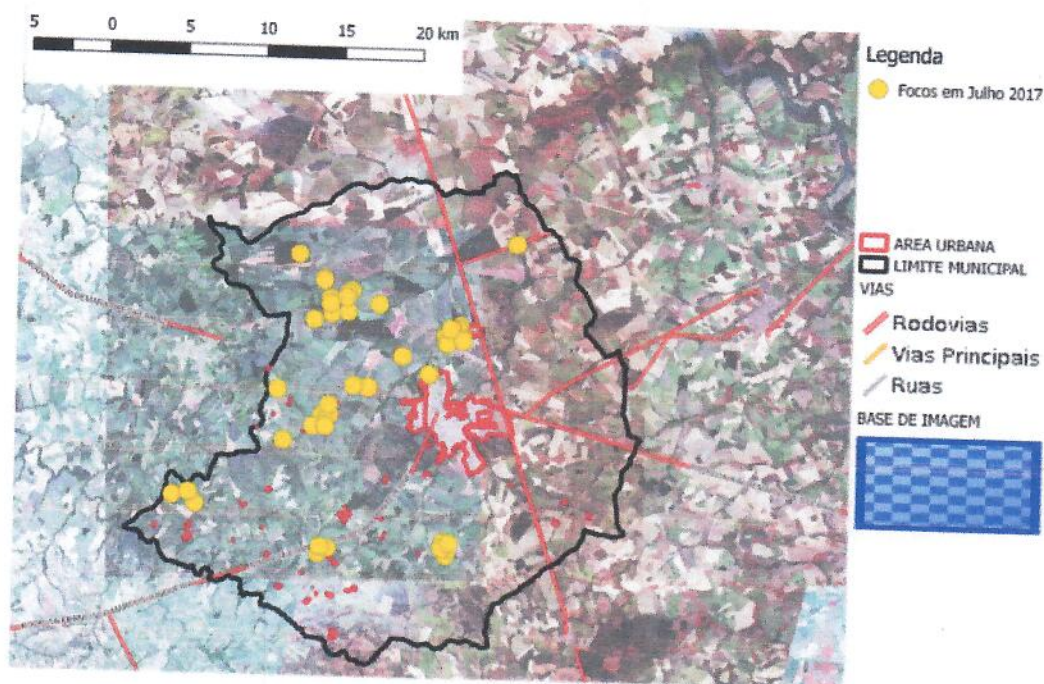 5 0 5 10 15 20 km
Legenda
Focos em Julho 2017
AREA URBANA
LIMITE MUNICIPAL
VIAS
Rodovias
Vias Principais
Ruas
BASE DE IMAGEM